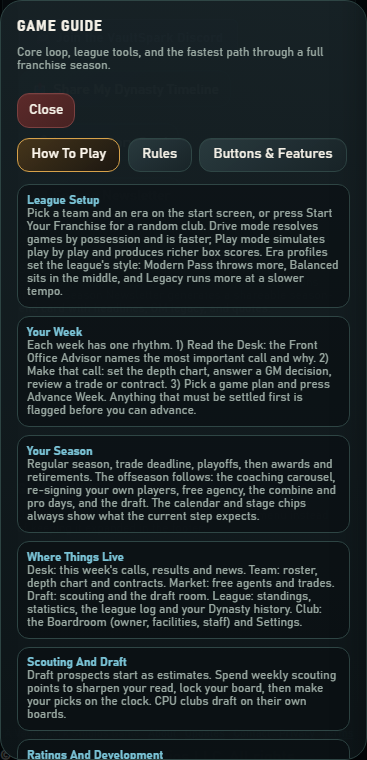 GAME GUIDE
Core loop, league tools, and the fastest path through a full
franchise season.
Close
How To Play
Rules
Buttons & Features
League Setup
Pick a team and an era on the start screen, or press Start
Your Franchise for a random club. Drive mode resolves
games by possession and is faster; Play mode simulates
play by play and produces richer box scores. Era profiles
set the league's style: Modern Pass throws more, Balanced
sits in the middle, and Legacy runs more at a slower
tempo.
Your Week
Each week has one rhythm. 1) Read the Desk: the Front
Office Advisor names the most important call and why. 2)
Make that call: set the depth chart, answer a GM decision,
review a trade or contract. 3) Pick a game plan and press
Advance Week. Anything that must be settled first is
flagged before you can advance.
Your Season
Regular season, trade deadline, playoffs, then awards and
retirements. The offseason follows: the coaching carousel,
re-signing your own players, free agency, the combine and
pro days, and the draft. The calendar and stage chips
always show what the current step expects.
Where Things Live
Desk: this week's calls, results and news. Team: roster,
depth chart and contracts. Market: free agents and trades.
Draft: scouting and the draft room. League: standings,
statistics, the league log and your Dynasty history. Club:
the Boardroom (owner, facilities, staff) and Settings.
Scouting And Draft
Draft prospects start as estimates. Spend weekly scouting
points to sharpen your read, lock your board, then make
your picks on the clock. CPU clubs draft on their own
boards.
Ratings And Development